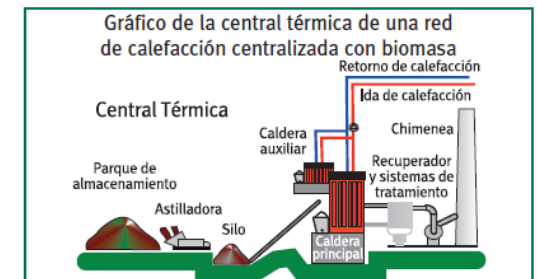 Gráfico de la central térmica de una red
de calefacción centralizada con biomasa
Retorno de calefacción
Ida de calefacción
Central Térmica
Caldera
auxiliar
Chimenea
Parque de
almacenamiento
Recuperador
y sistemas de
tratamiento
Astilladora
Silo
Caldera
principal